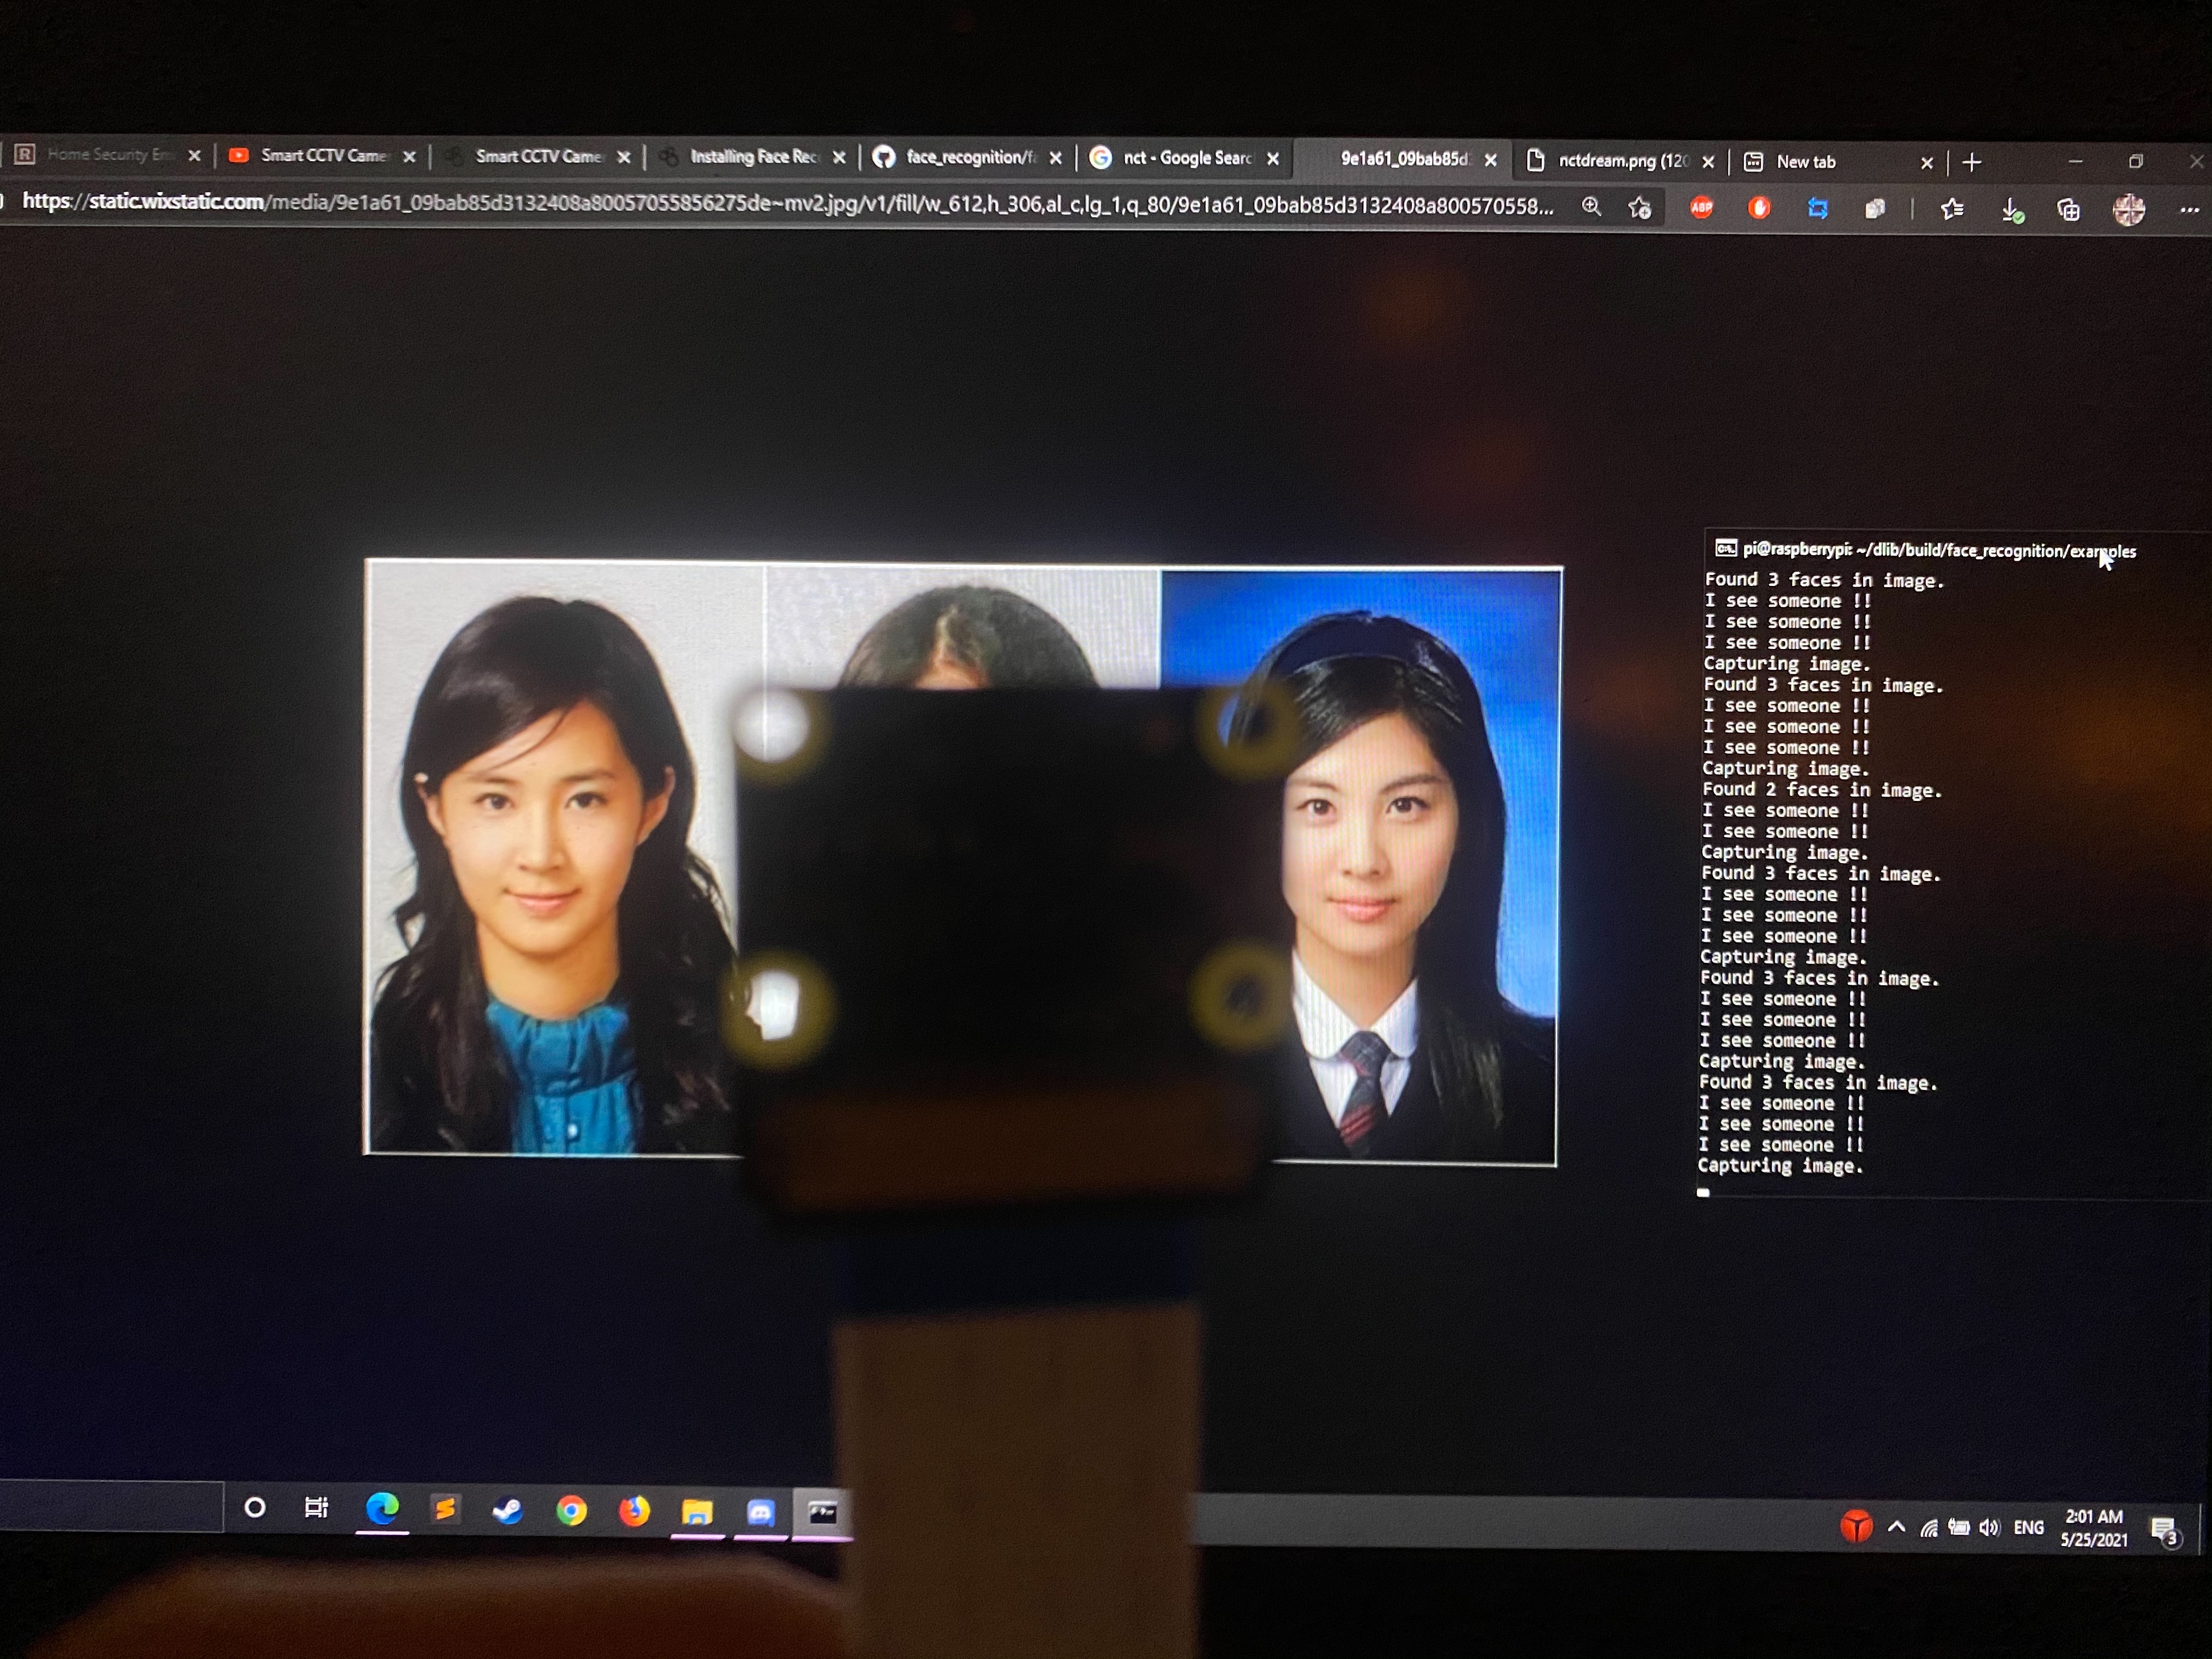 Home Security En
Smart CCTV Came
Smart CCTV Came
Installing Face Rec
face_recognition/fa
nct - Google Searc
9e1a61_09bab85d
nctdream.png (120
New tab
https://static.wixstatic.com/media/9e1a61_09bab85d3132408a80057055856275de~mv2.jpg/v1/fill/w_612,h_306,al_c,lg_1,q_80/9e1a61_09bab85d3132408a800570558...
ABP
pi@raspberrypi: ~/dlib/build/face_recognition/examples
Found 3 faces in image.
I see someone !!
I see someone !!
I see someone !!
Capturing image.
Found 3 faces in image.
I see someone !!
I see someone !!
I see someone !!
Capturing image.
Found 2 faces in image.
I see someone !!
I see someone !!
Capturing image.
Found 3 faces in image.
I see someone !!
I see someone !!
I see someone !!
Capturing image.
Found 3 faces in image.
I see someone !!
I see someone !!
I see someone !!
Capturing image.
Found 3 faces in image.
I see someone !!
I see someone !!
I see someone !!
Capturing image.
ENG
2:01 AM
5/25/2021
3